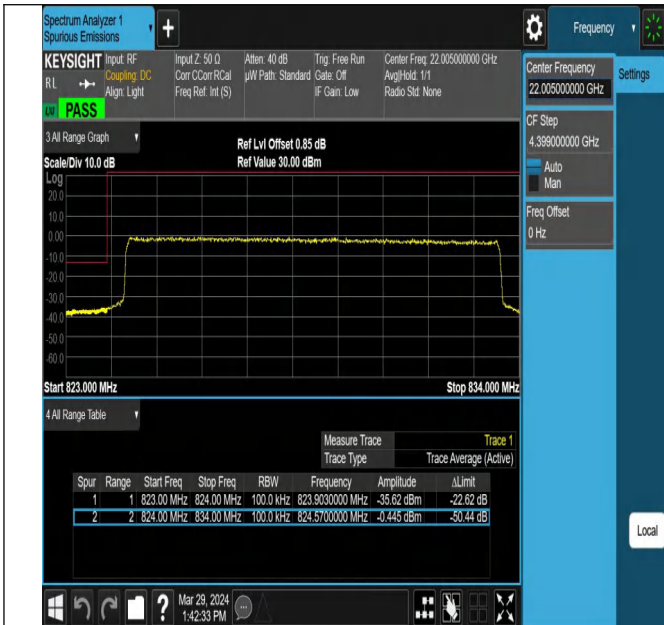 Spectrum Analyzer 1
Spurious Emissions
Frequency
KEYSIGHT Input: RF Input Z: 50 Ω Atten: 40 dB Trig: Free Run Center Freq: 22.005000000 GHz
RL Coupling: DC Corr CCorr RCal µW Path: Standard Gate: Off Avg|Hold: 1/1
Align: Light Freq Ref: Int (S) IF Gain: Low Radio Std: None
PASS
Center Frequency
22.005000000 GHz
Settings
CF Step
4.399000000 GHz
Auto
Man
Freq Offset
0 Hz
3 All Range Graph
Ref Lvl Offset 0.85 dB
Scale/Div 10.0 dB Ref Value 30.00 dBm
Log
20.0
10.0
0.00
-10.0
-20.0
-30.0
-40.0
-50.0
-60.0
Start 823.000 MHz Stop 834.000 MHz
4 All Range Table
Measure Trace Trace 1
Trace Type Trace Average (Active)
Spur Range Start Freq Stop Freq RBW Frequency Amplitude ΔLimit
1 1 823.00 MHz 824.00 MHz 100.0 kHz 823.9030000 MHz -35.62 dBm -22.62 dB
2 2 824.00 MHz 834.00 MHz 100.0 kHz 824.5700000 MHz -0.445 dBm -50.44 dB
Local
Mar 29, 2024
1:42:33 PM